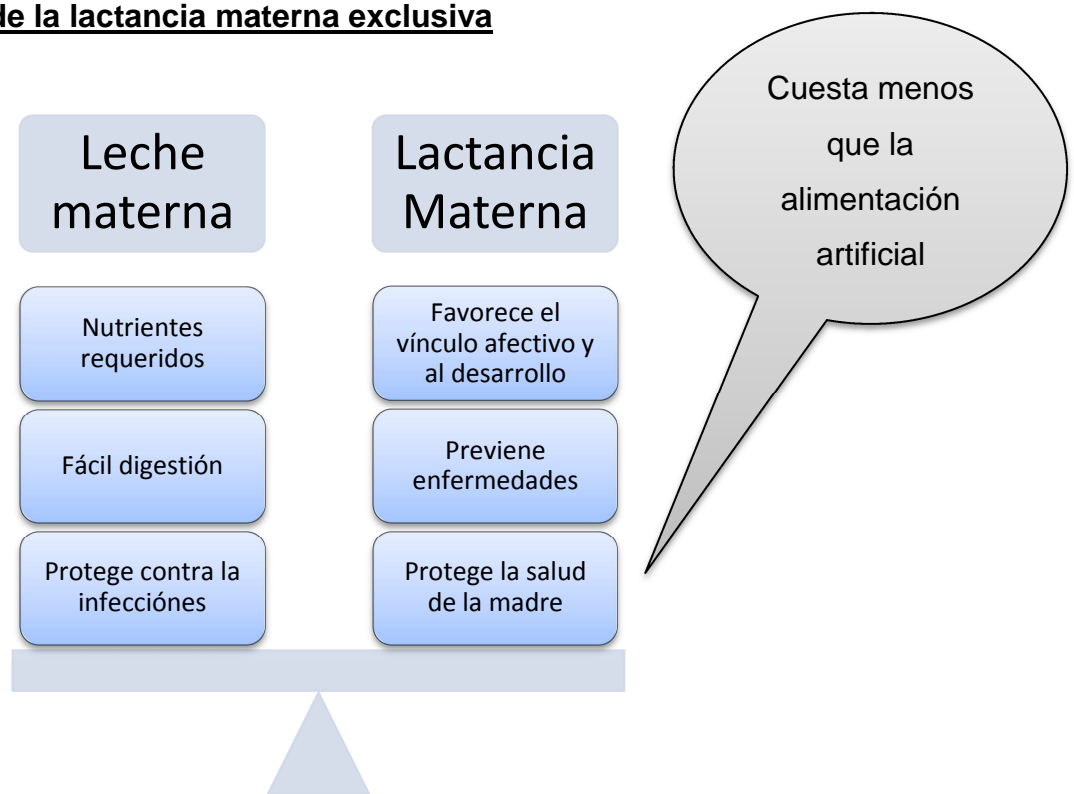 de la lactancia materna exclusiva
Leche
materna
Nutrientes
requeridos
Fácil digestión
Protege contra la
infecciónes
Lactancia
Materna
Favorece el
vínculo afectivo y
al desarrollo
Previene
enfermedades
Protege la salud
de la madre
Cuesta menos
que la
alimentación
artificial